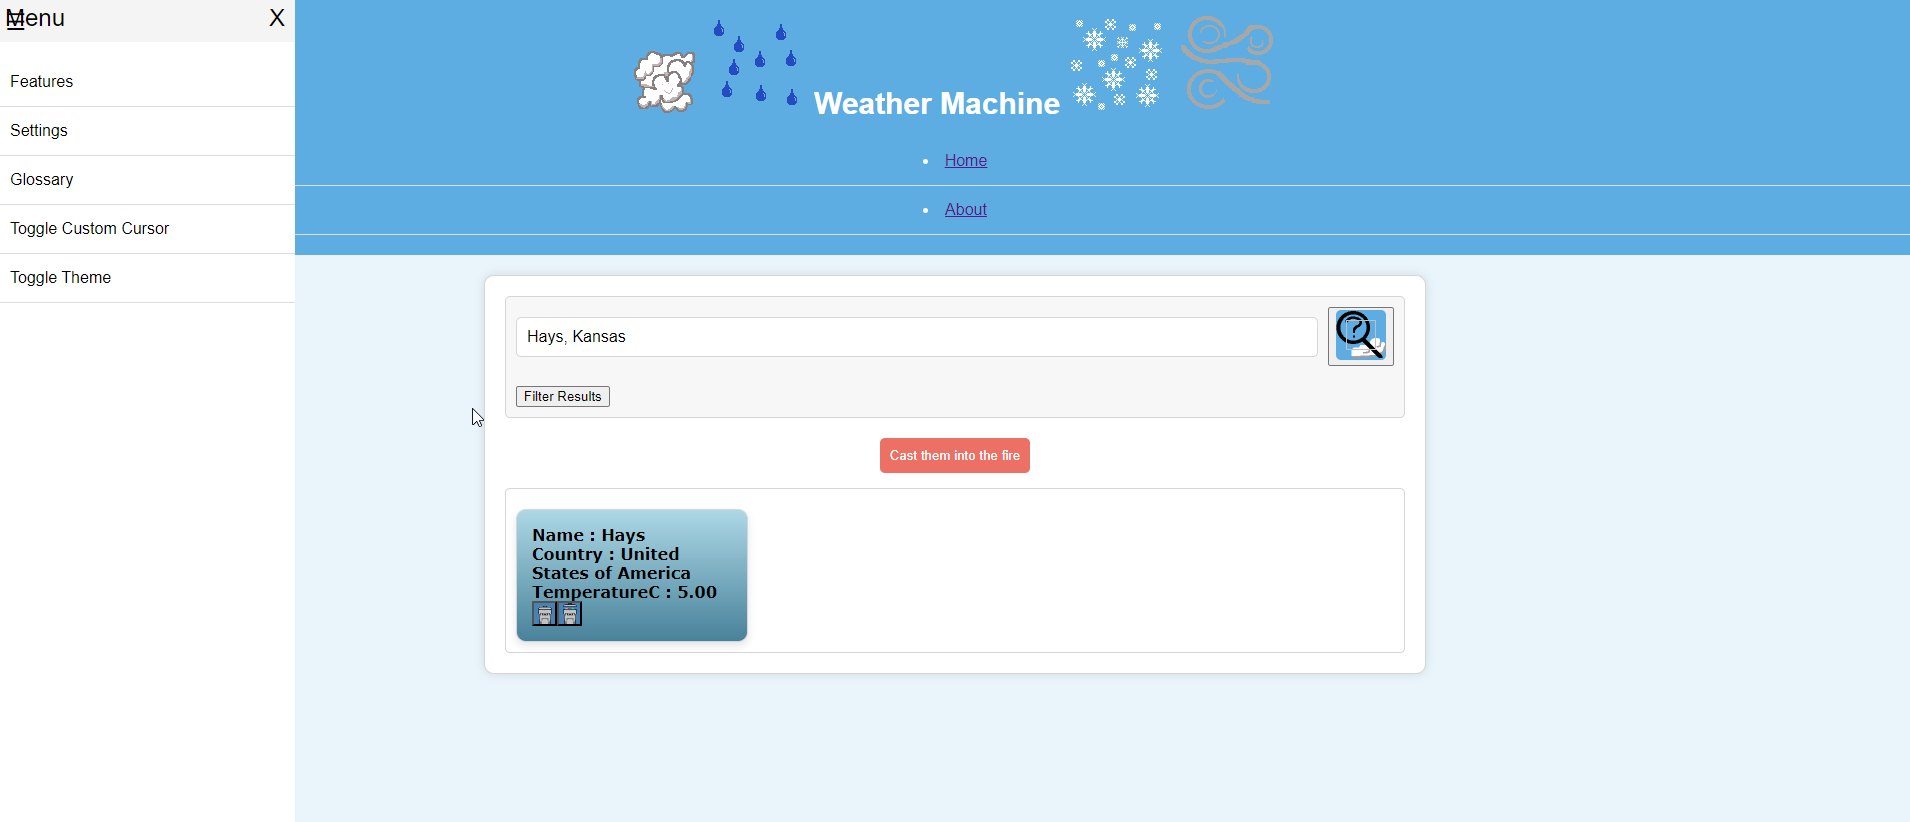 Menu
X
Features
Settings
Glossary
Toggle Custom Cursor
Toggle Theme
Weather Machine
Home
About
Hays, Kansas
?
Filter Results
Cast them into the fire
Name : Hays
Country : United
States of America
TemperatureC : 5.00